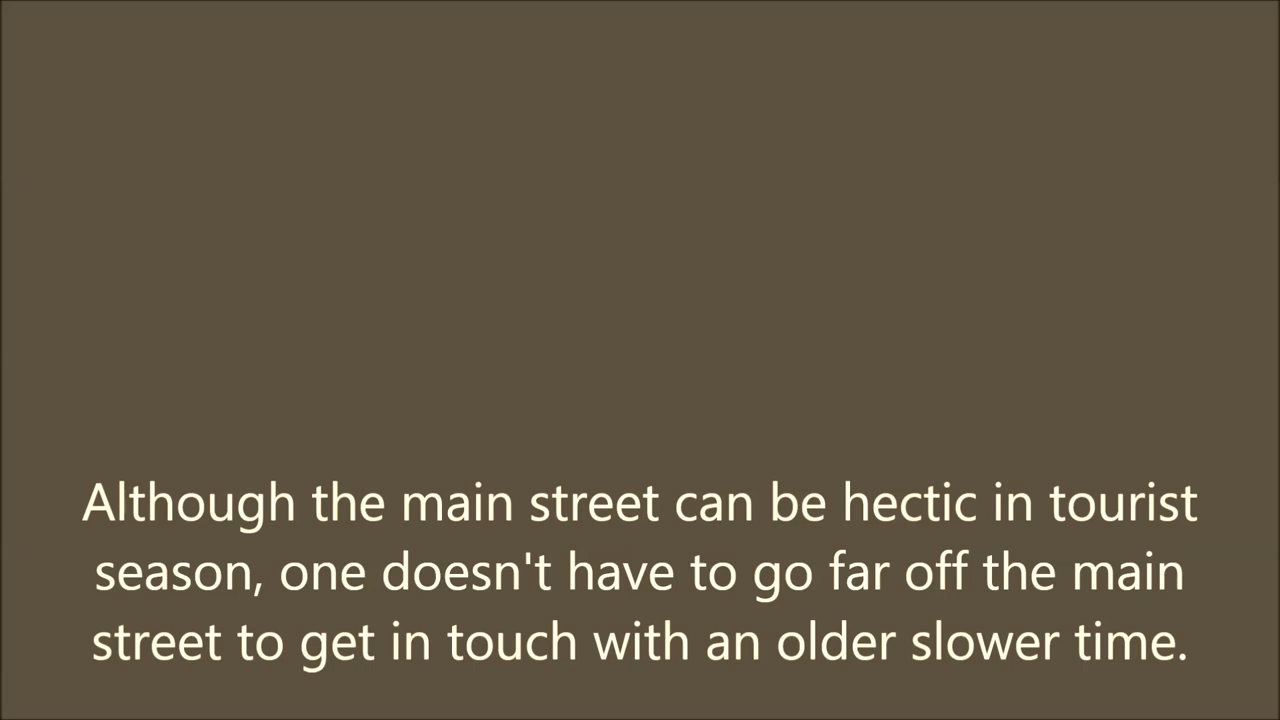 Although the main street can be hectic in tourist
season, one doesn't have to go far off the main
street to get in touch with an older slower time.